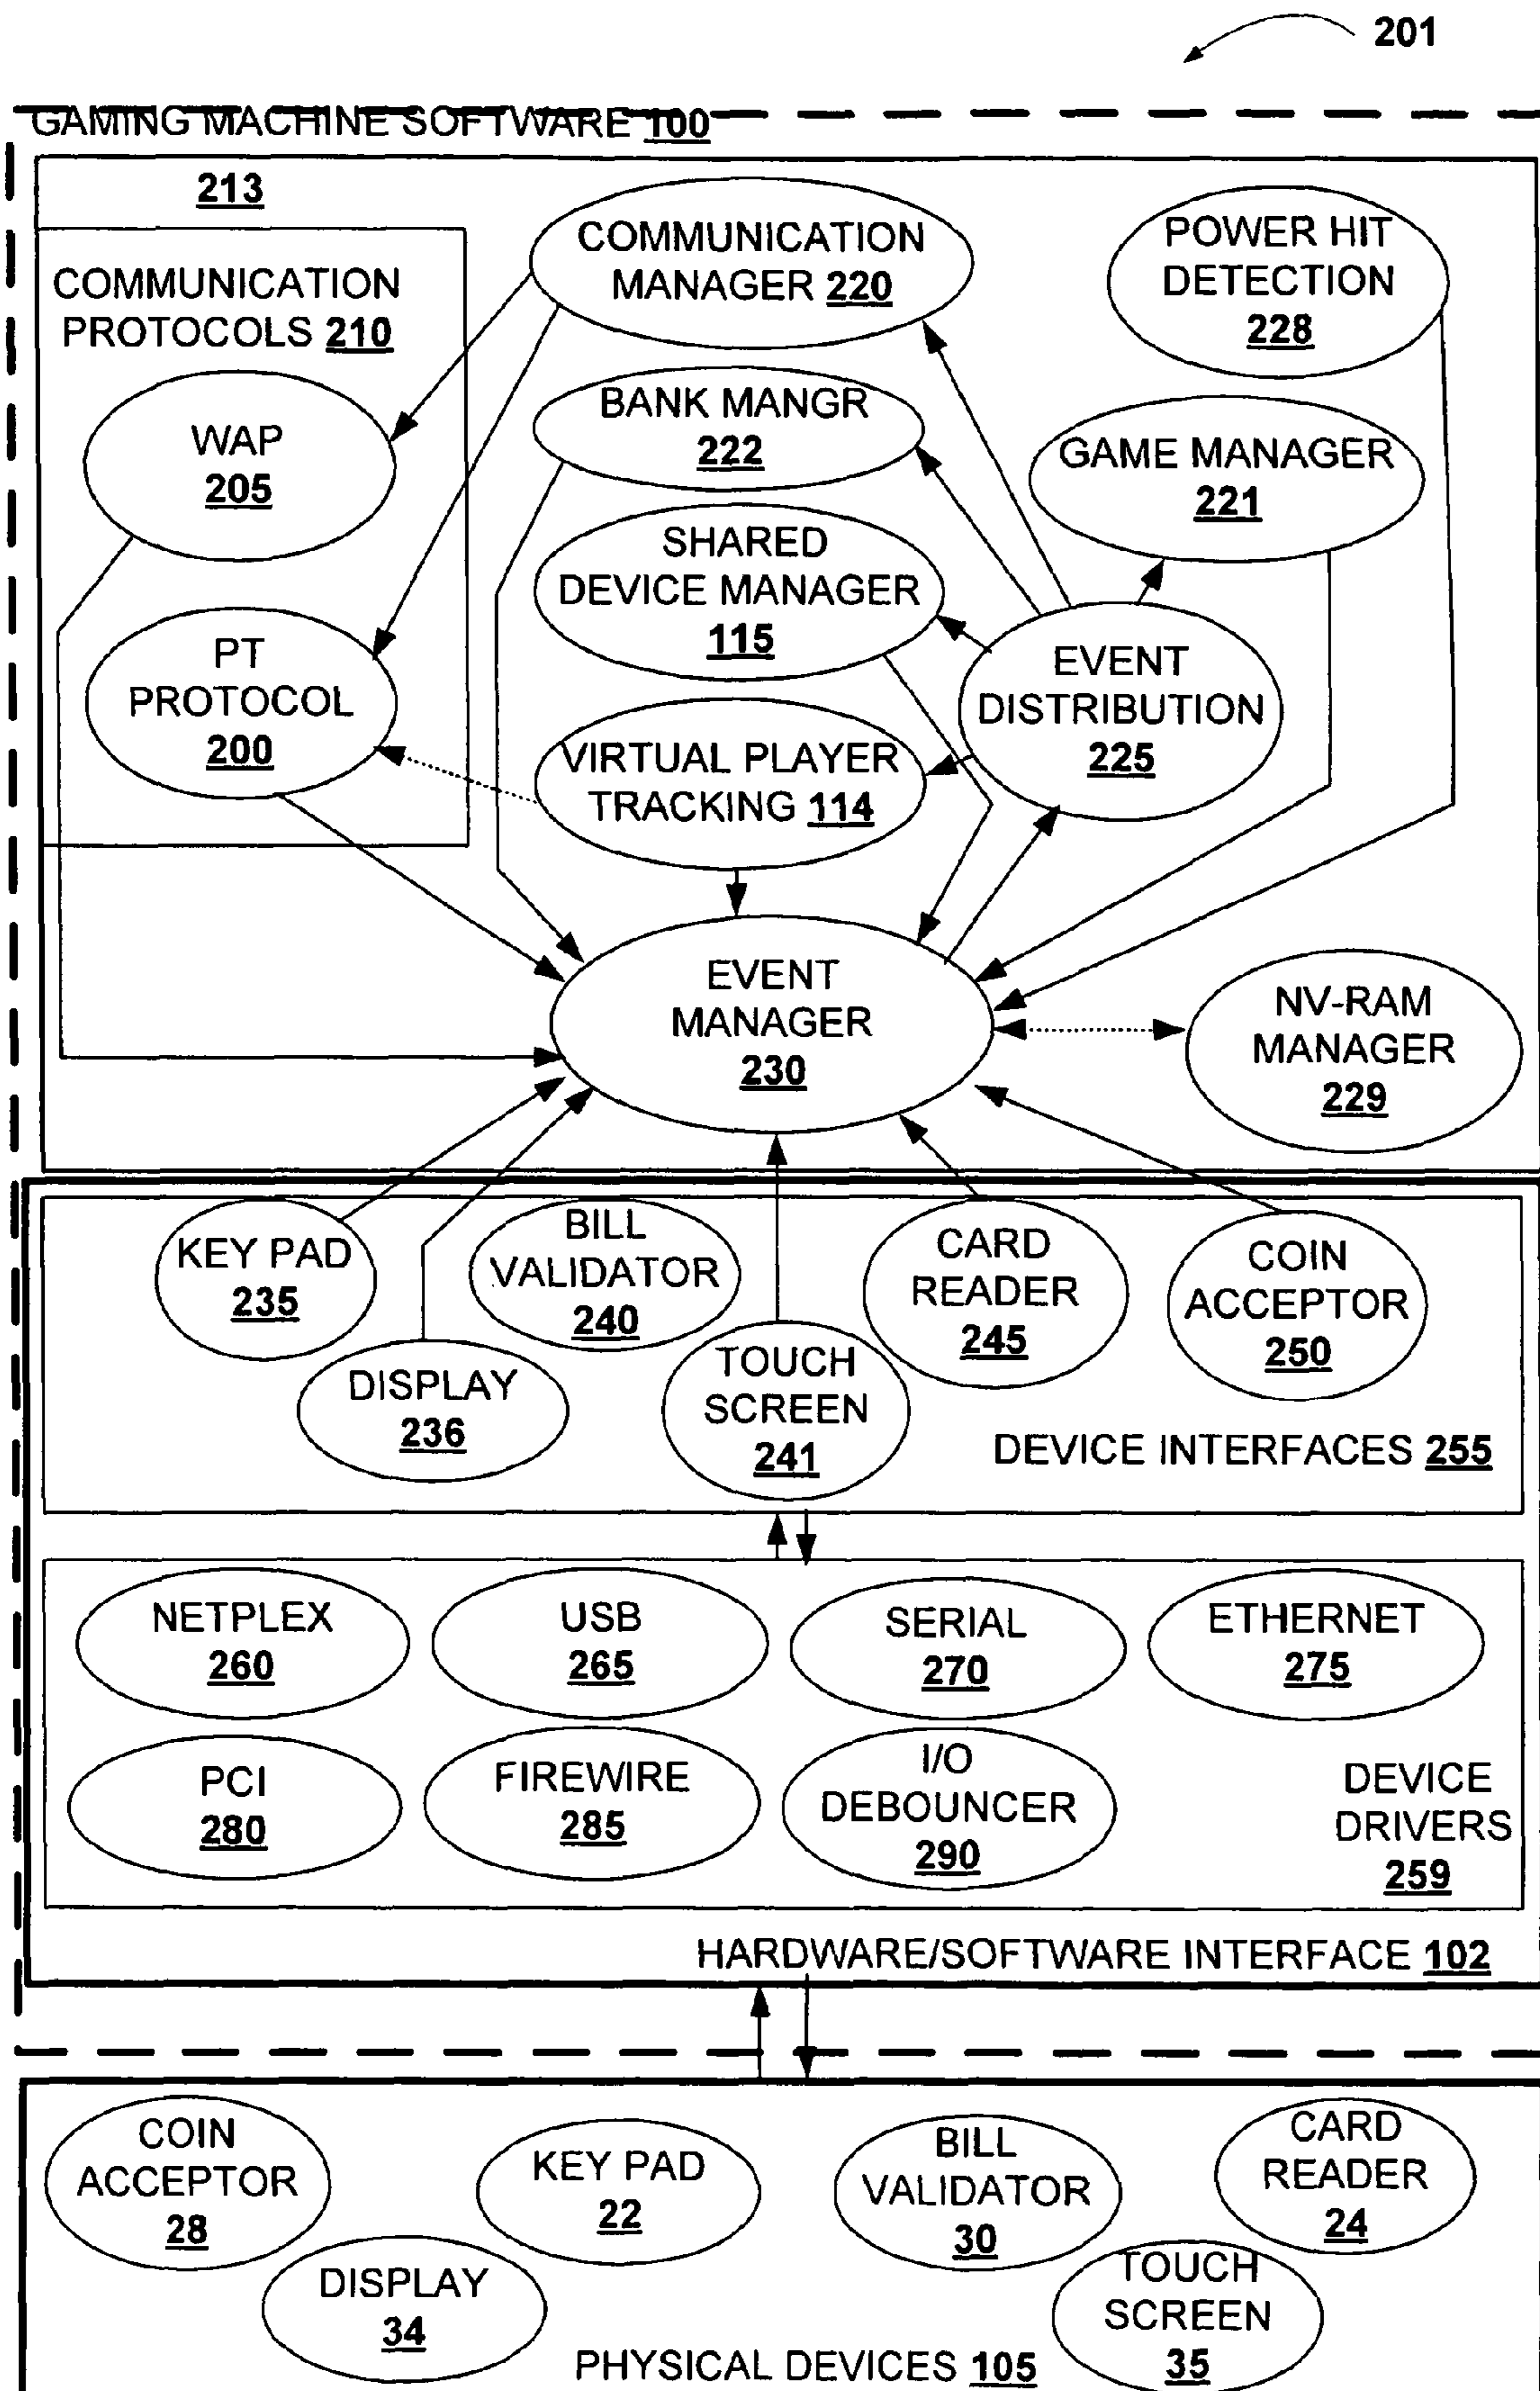 201
GAMING MACHINE SOFTWARE 100
213
COMMUNICATION
PROTOCOLS 210
WAP
205
PT
PROTOCOL
200
COMMUNICATION
MANAGER 220
BANK MANGR
222
SHARED
DEVICE MANAGER
115
VIRTUAL PLAYER
TRACKING 114
POWER HIT
DETECTION
228
GAME MANAGER
221
EVENT
DISTRIBUTION
225
EVENT
MANAGER
230
NV-RAM
MANAGER
229
KEY PAD
235
DISPLAY
236
BILL
VALIDATOR
240
TOUCH
SCREEN
241
CARD
READER
245
COIN
ACCEPTOR
250
DEVICE INTERFACES 255
NETPLEX
260
USB
265
SERIAL
270
ETHERNET
275
PCI
280
FIREWIRE
285
I/O
DEBOUNCER
290
DEVICE
DRIVERS
259
HARDWARE/SOFTWARE INTERFACE 102
COIN
ACCEPTOR
28
DISPLAY
34
KEY PAD
22
BILL
VALIDATOR
30
CARD
READER
24
TOUCH
SCREEN
35
PHYSICAL DEVICES 105